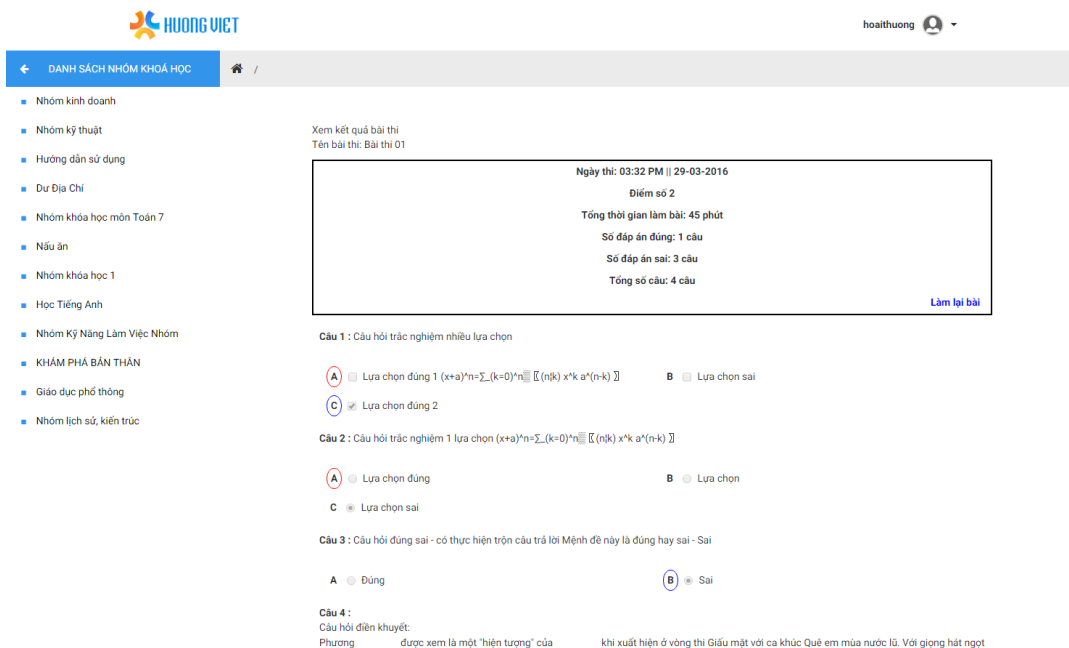 HUONG VIET
hoaithuong
DANH SÁCH NHÓM KHOÁ HỌC
/
Nhóm kinh doanh
Nhóm kỹ thuật
Hướng dẫn sử dụng
Dư Địa Chí
Nhóm khóa học môn Toán 7
Nấu ăn
Nhóm khóa học 1
Học Tiếng Anh
Nhóm Kỹ Năng Làm Việc Nhóm
KHÁM PHÁ BẢN THÂN
Giáo dục phổ thông
Nhóm lịch sử, kiến trúc
Xem kết quả bài thi
Tên bài thi: Bài thi 01
Ngày thi: 03:32 PM || 29-03-2016
Điểm số 2
Tổng thời gian làm bài: 45 phút
Số đáp án đúng: 1 câu
Số đáp án sai: 3 câu
Tổng số câu: 4 câu
Làm lại bài
Câu 1 : Câu hỏi trắc nghiệm nhiều lựa chọn
A Lựa chọn đúng 1 (x+a)^n=∑_(k=0)^n▒〖(n¦k) x^k a^(n-k) 〗 B Lựa chọn sai
C Lựa chọn đúng 2
Câu 2 : Câu hỏi trắc nghiệm 1 lựa chọn (x+a)^n=∑_(k=0)^n▒〖(n¦k) x^k a^(n-k) 〗
A Lựa chọn đúng B Lựa chọn
C Lựa chọn sai
Câu 3 : Câu hỏi đúng sai - có thực hiện trộn câu trả lời Mệnh đề này là đúng hay sai - Sai
A Đúng B Sai
Câu 4 :
Câu hỏi điền khuyết:
Phương được xem là một "hiện tượng" của khi xuất hiện ở vòng thi Giấu mặt với ca khúc Quê em mùa nước lũ. Với giọng hát ngọt